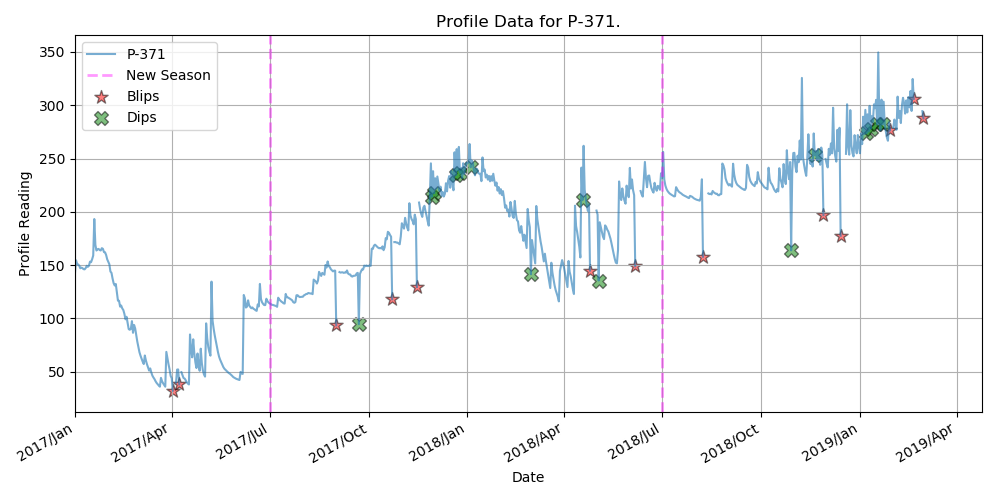 Profile Data for P-371.
P-371
New Season
Blips
Dips
Profile Reading
350
300
250
200
150
100
50
2017/Jan
2017/Apr
2017/Jul
2017/Oct
2018/Jan
2018/Apr
2018/Jul
2018/Oct
2019/Jan
2019/Apr
Date